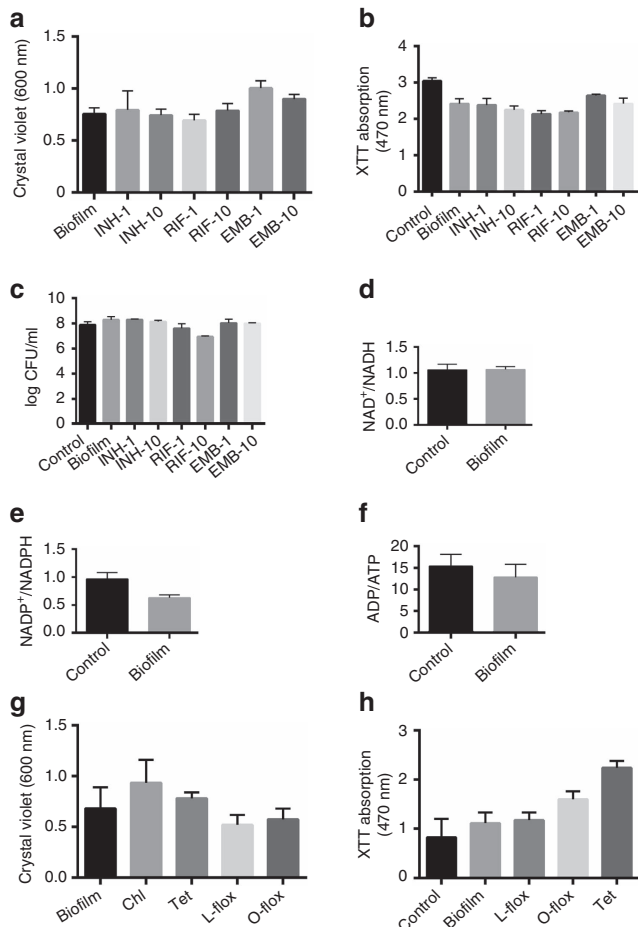 a
Crystal violet (600 nm)
1.5
1.0
0.5
0
Biofilm
INH-1
INH-10
RIF-1
RIF-10
EMB-1
EMB-10
b
XTT absorption
(470 nm)
4
3
2
1
0
Control
Biofilm
INH-1
INH-10
RIF-1
RIF-10
EMB-1
EMB-10
c
log CFU/ml
10
8
6
4
2
0
Control
Biofilm
INH-1
INH-10
RIF-1
RIF-10
EMB-1
EMB-10
d
NAD+/NADH
1.5
1.0
0.5
0.0
Control
Biofilm
e
NADP+/NADPH
1.5
1.0
0.5
0.0
Control
Biofilm
f
ADP/ATP
20
15
10
5
0
Control
Biofilm
g
Crystal violet (600 nm)
1.5
1.0
0.5
0
Biofilm
Chl
Tet
L-flox
O-flox
h
XTT absorption
(470 nm)
3
2
1
0
Control
Biofilm
L-flox
O-flox
Tet